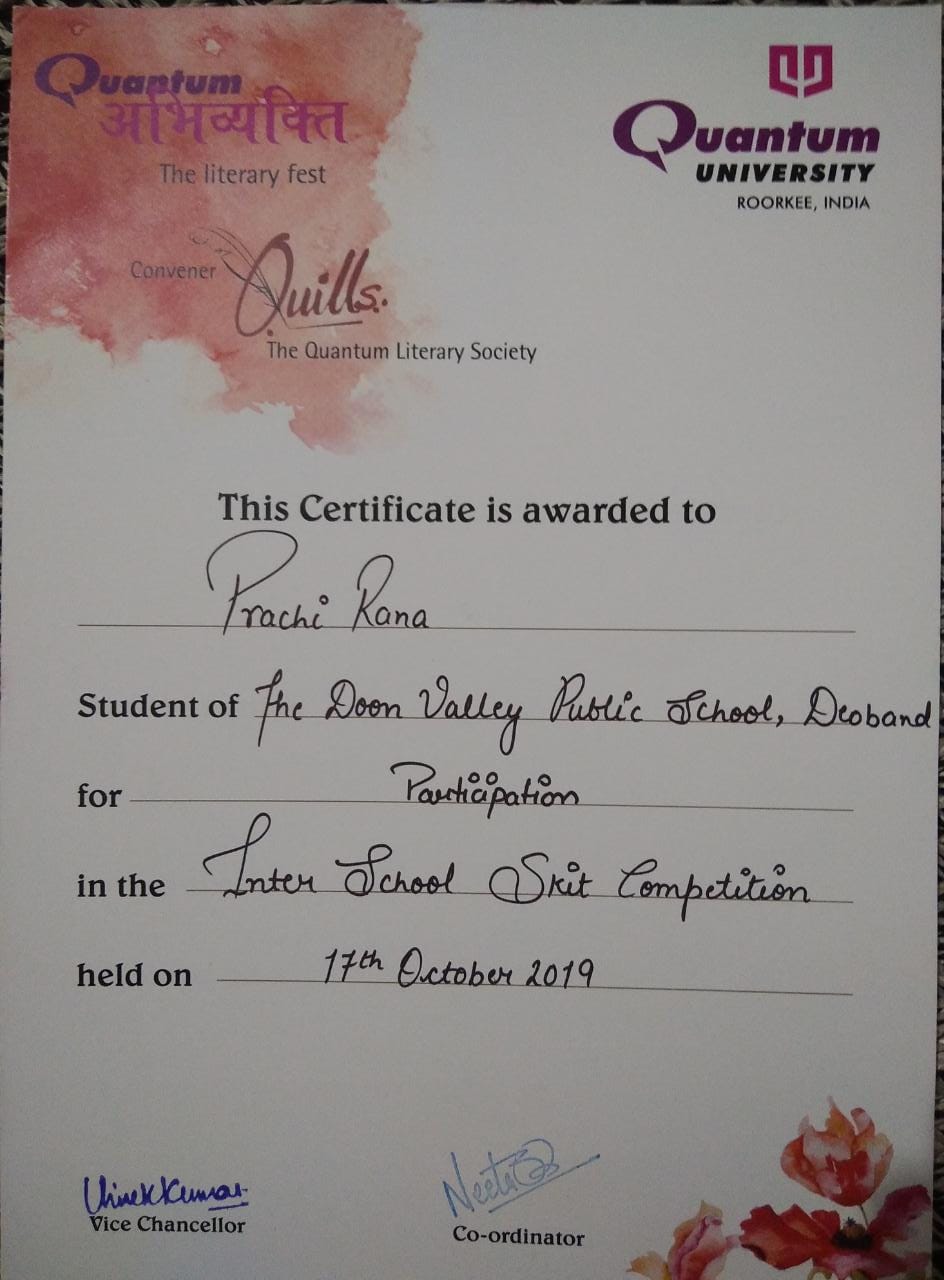 Quantum
अभिव्यक्ति
The literary fest
Convener Quills.
The Quantum Literary Society
Quantum
UNIVERSITY
ROORKEE, INDIA
This Certificate is awarded to
Prachi Rana
Student of The Doon Valley Public School, Deoband
for Participation
in the Inter School Skit Competition
held on 17th October 2019
Vivek Kumar
Vice Chancellor
Neeta
Co-ordinator